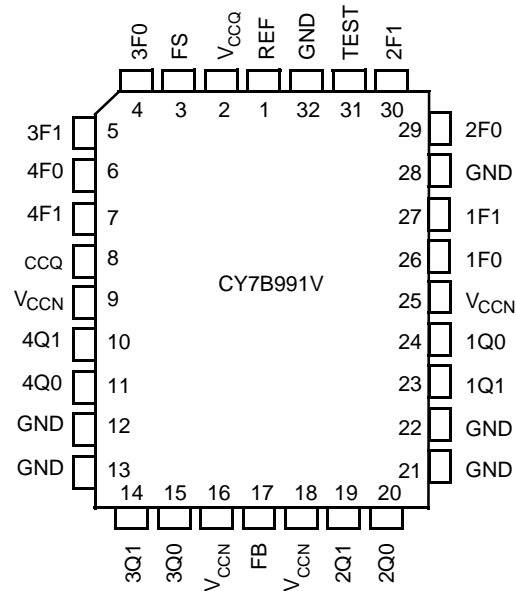 3F0 FS VCCQ REF GND TEST 2F1
4 3 2 1 32 31 30
3F1 5 29 2F0
4F0 6 28 GND
4F1 7 27 1F1
CCQ 8 26 1F0
CY7B991V
VCCN 9 25 VCCN
4Q1 10 24 1Q0
4Q0 11 23 1Q1
GND 12 22 GND
GND 13 21 GND
14 15 16 17 18 19 20
3Q1 3Q0 VCCN FB VCCN 2Q1 2Q0